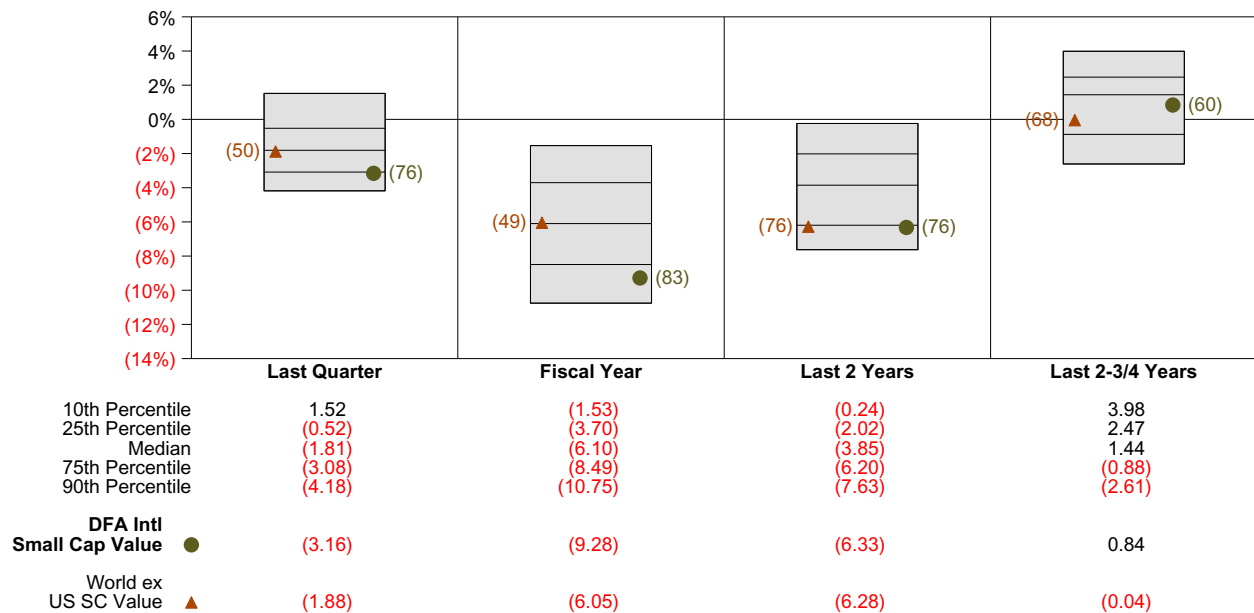 6%
4%
2%
0%
(2%)
(4%)
(6%)
(8%)
(10%)
(12%)
(14%)
(50) (76)
(49) (83)
(76) (76)
(68) (60)
Last Quarter Fiscal Year Last 2 Years Last 2-3/4 Years
10th Percentile 1.52 (1.53) (0.24) 3.98
25th Percentile (0.52) (3.70) (2.02) 2.47
Median (1.81) (6.10) (3.85) 1.44
75th Percentile (3.08) (8.49) (6.20) (0.88)
90th Percentile (4.18) (10.75) (7.63) (2.61)
DFA Intl
Small Cap Value (3.16) (9.28) (6.33) 0.84
World ex
US SC Value (1.88) (6.05) (6.28) (0.04)